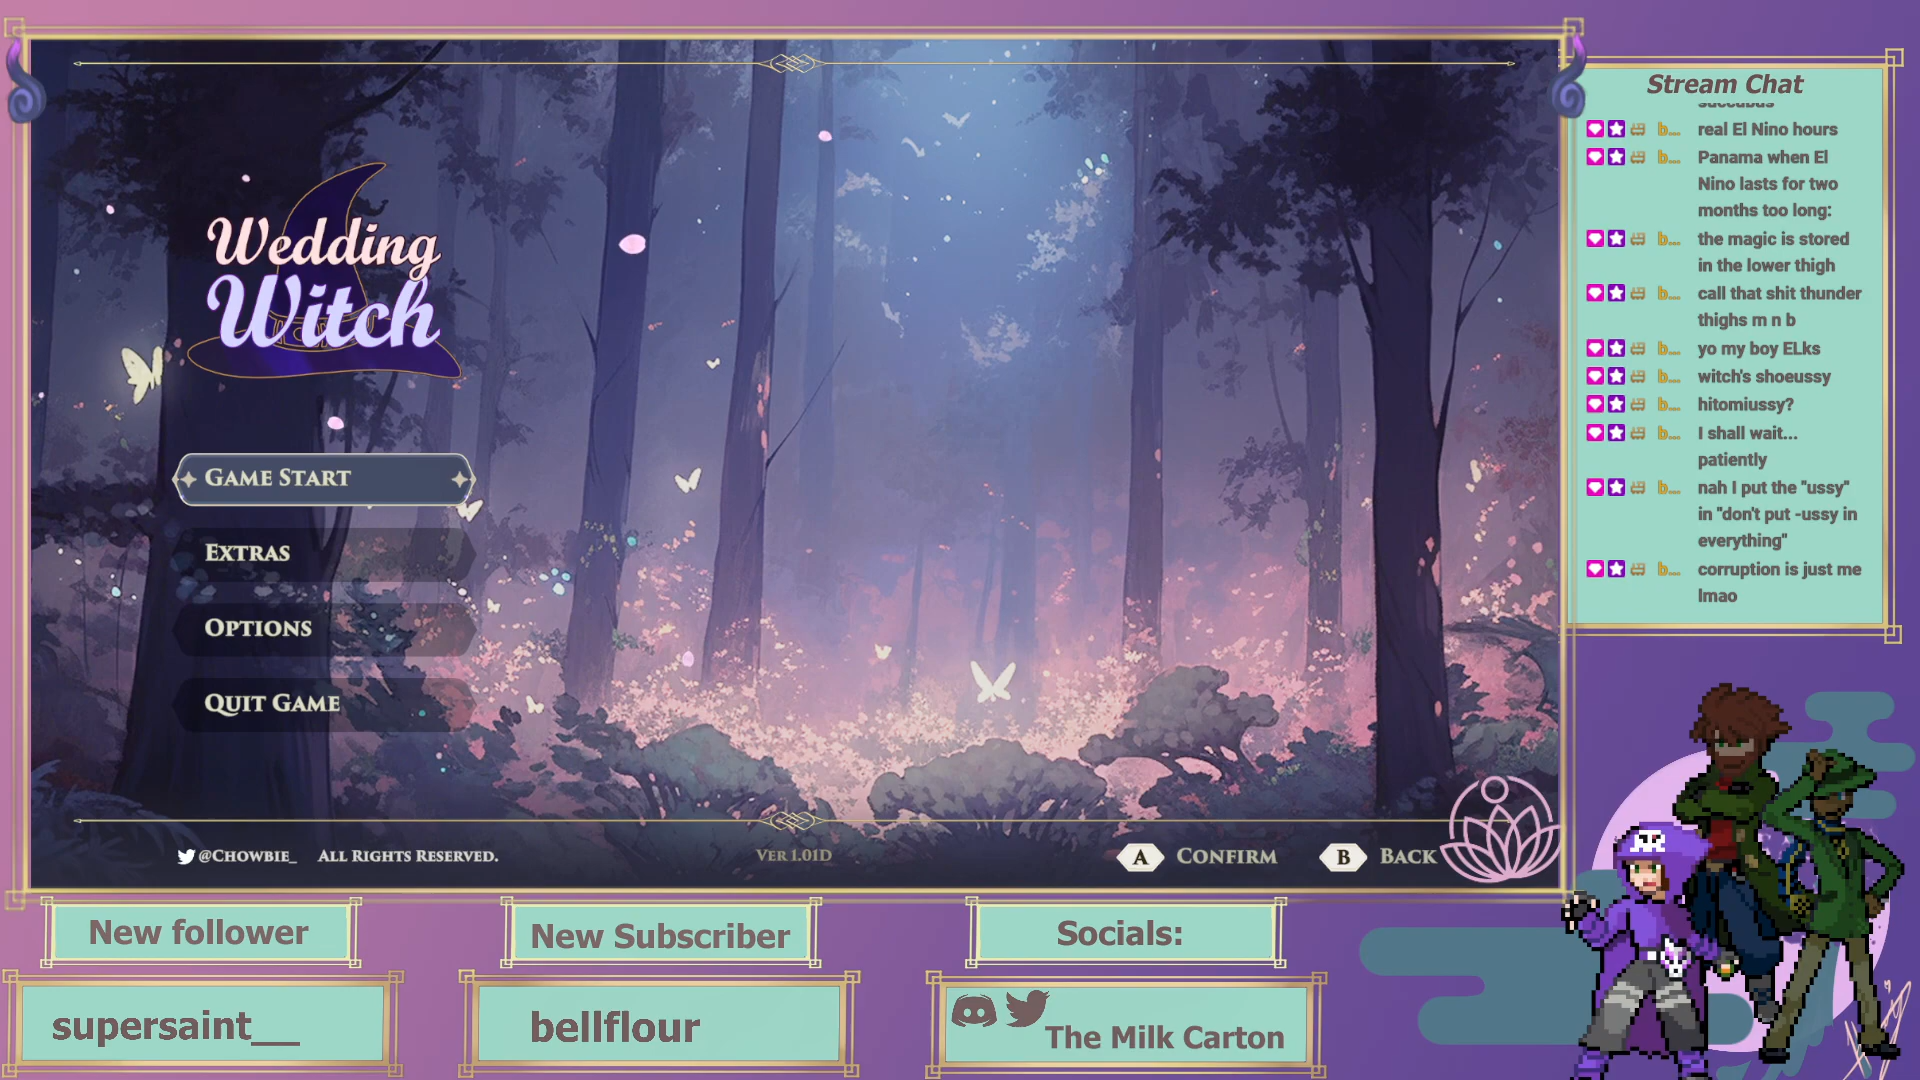 Wedding
Witch
GAME START
EXTRAS
OPTIONS
QUIT GAME
@CHOWBIE_ ALL RIGHTS RESERVED.
VER 1.01D
A CONFIRM
B BACK
Stream Chat
succubus
b... real El Nino hours
b... Panama when El
Nino lasts for two
months too long:
b... the magic is stored
in the lower thigh
b... call that shit thunder
thighs m n b
b... yo my boy ELks
b... witch's shoeussy
b... hitomiussy?
b... I shall wait...
patiently
b... nah I put the "ussy"
in "don't put -ussy in
everything"
b... corruption is just me
lmao
New follower
supersaint__
New Subscriber
bellflour
Socials:
The Milk Carton